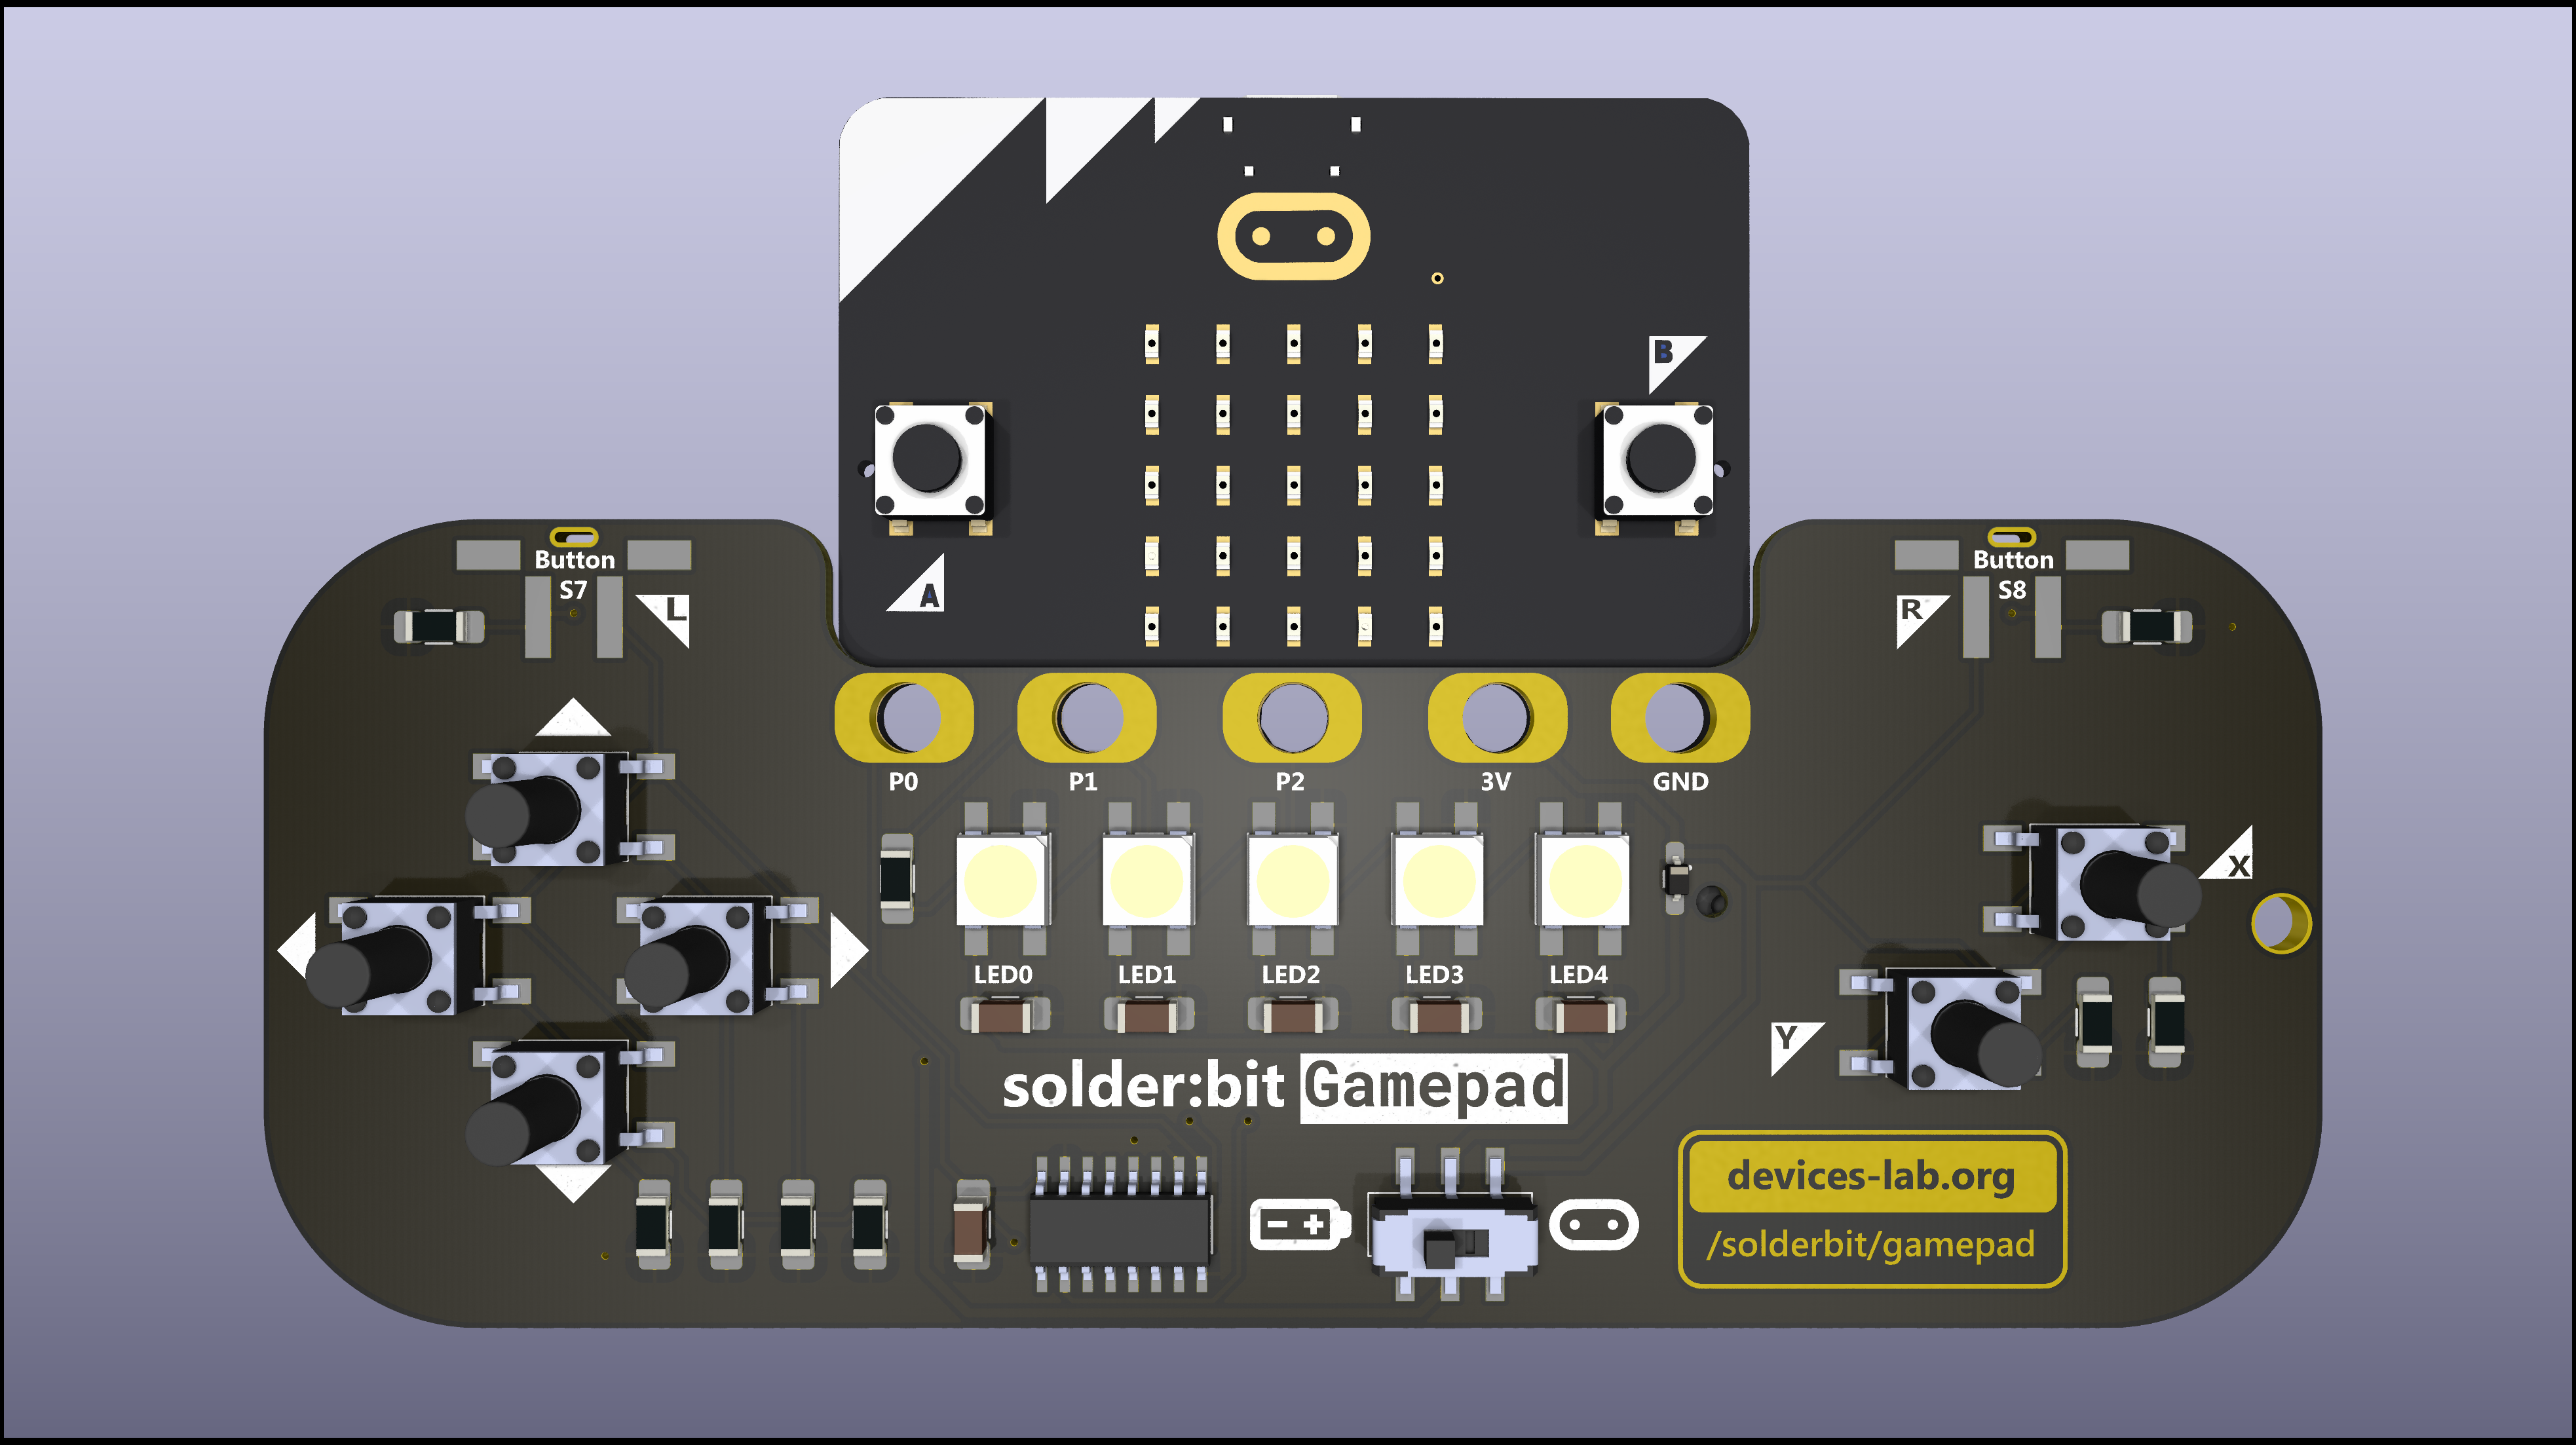 B
A
Button
S7
L
Button
S8
R
P0
P1
P2
3V
GND
X
LED0
LED1
LED2
LED3
LED4
Y
solder:bit Gamepad
devices-lab.org
/solderbit/gamepad
- +